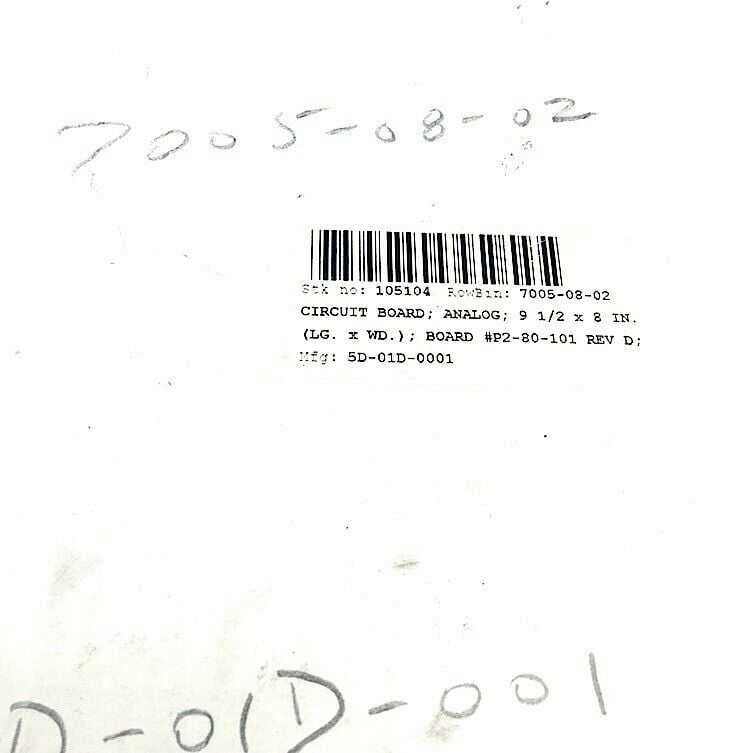 7005-08-02
Stk no: 105104 RowBin: 7005-08-02
CIRCUIT BOARD; ANALOG; 9 1/2 x 8 IN.
(LG. x WD.); BOARD #P2-80-101 REV D;
Mfg: 5D-01D-0001
D-01D-001